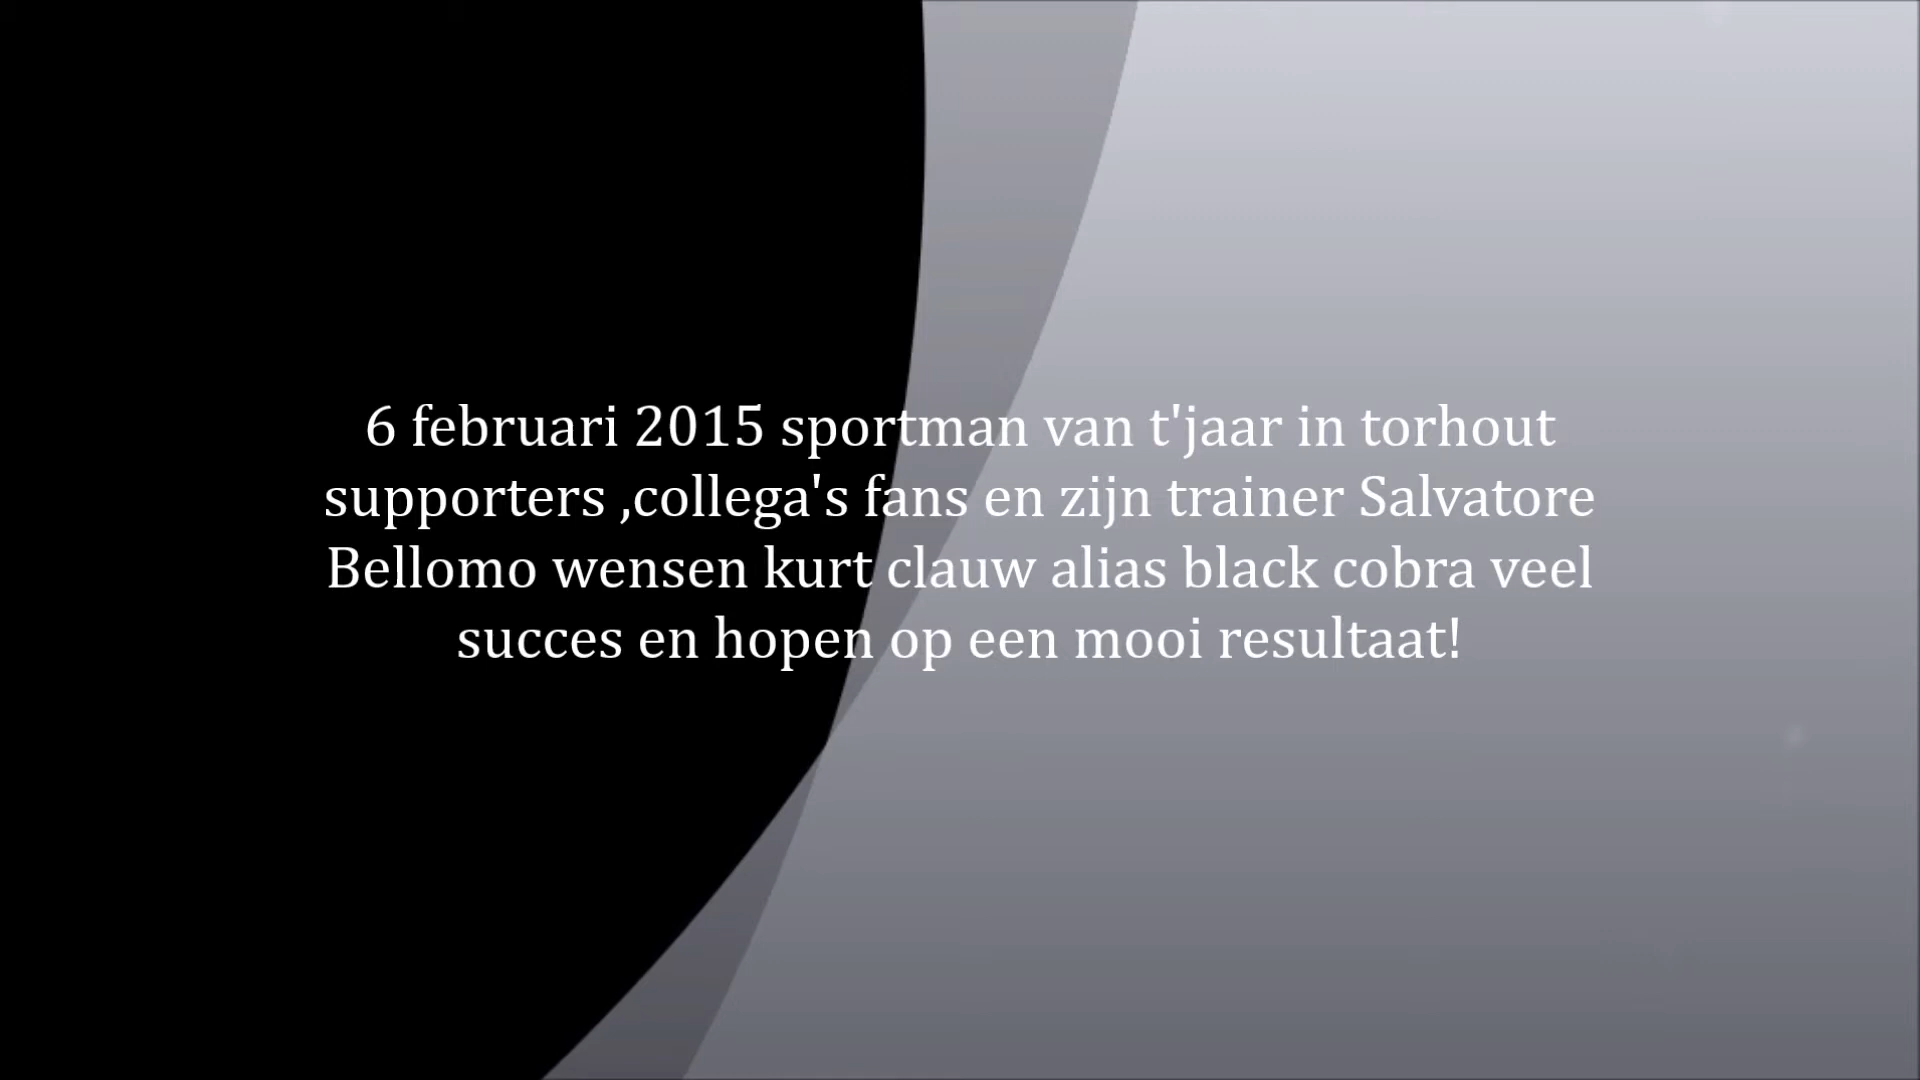 6 februari 2015 sportman van t'jaar in torhout
supporters ,collega's fans en zijn trainer Salvatore
Bellomo wensen kurt clauw alias black cobra veel
succes en hopen op een mooi resultaat!